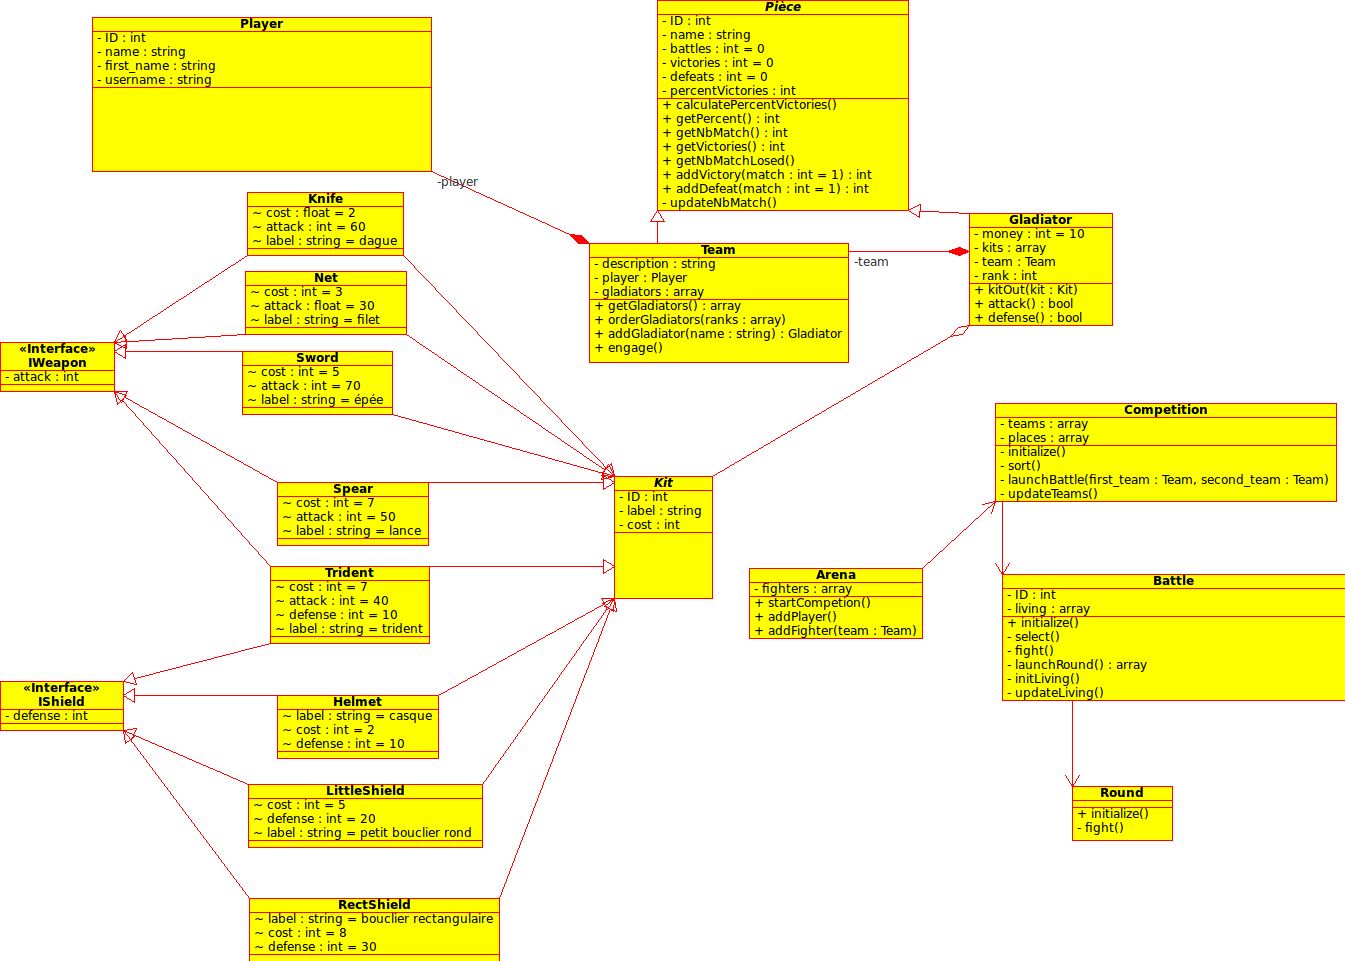 Player
- ID : int
- name : string
- first_name : string
- username : string
Pièce
- ID : int
- name : string
- battles : int = 0
- victories : int = 0
- defeats : int = 0
- percentVictories : int
+ calculatePercentVictories()
+ getPercent() : int
+ getNbMatch() : int
+ getVictories() : int
+ getNbMatchLosed()
+ addVictory(match : int = 1) : int
+ addDefeat(match : int = 1) : int
- updateNbMatch()
-player
Knife
~ cost : float = 2
~ attack : int = 60
~ label : string = dague
Gladiator
- money : int = 10
- kits : array
- team : Team
- rank : int
+ kitOut(kit : Kit)
+ attack() : bool
+ defense() : bool
Team
- description : string
- player : Player
- gladiators : array
+ getGladiators() : array
+ orderGladiators(ranks : array)
+ addGladiator(name : string) : Gladiator
+ engage()
-team
Net
~ cost : int = 3
~ attack : float = 30
~ label : string = filet
«Interface»
IWeapon
- attack : int
Sword
~ cost : int = 5
~ attack : int = 70
~ label : string = épée
Competition
- teams : array
- places : array
- initialize()
- sort()
- launchBattle(first_team : Team, second_team : Team)
- updateTeams()
Spear
~ cost : int = 7
~ attack : int = 50
~ label : string = lance
Kit
- ID : int
- label : string
- cost : int
Trident
~ cost : int = 7
~ attack : int = 40
~ defense : int = 10
~ label : string = trident
Arena
- fighters : array
+ startCompetion()
+ addPlayer()
+ addFighter(team : Team)
Battle
- ID : int
- living : array
+ initialize()
- select()
- fight()
- launchRound() : array
- initLiving()
- updateLiving()
«Interface»
IShield
- defense : int
Helmet
~ label : string = casque
~ cost : int = 2
~ defense : int = 10
LittleShield
~ cost : int = 5
~ defense : int = 20
~ label : string = petit bouclier rond
Round
+ initialize()
- fight()
RectShield
~ label : string = bouclier rectangulaire
~ cost : int = 8
~ defense : int = 30